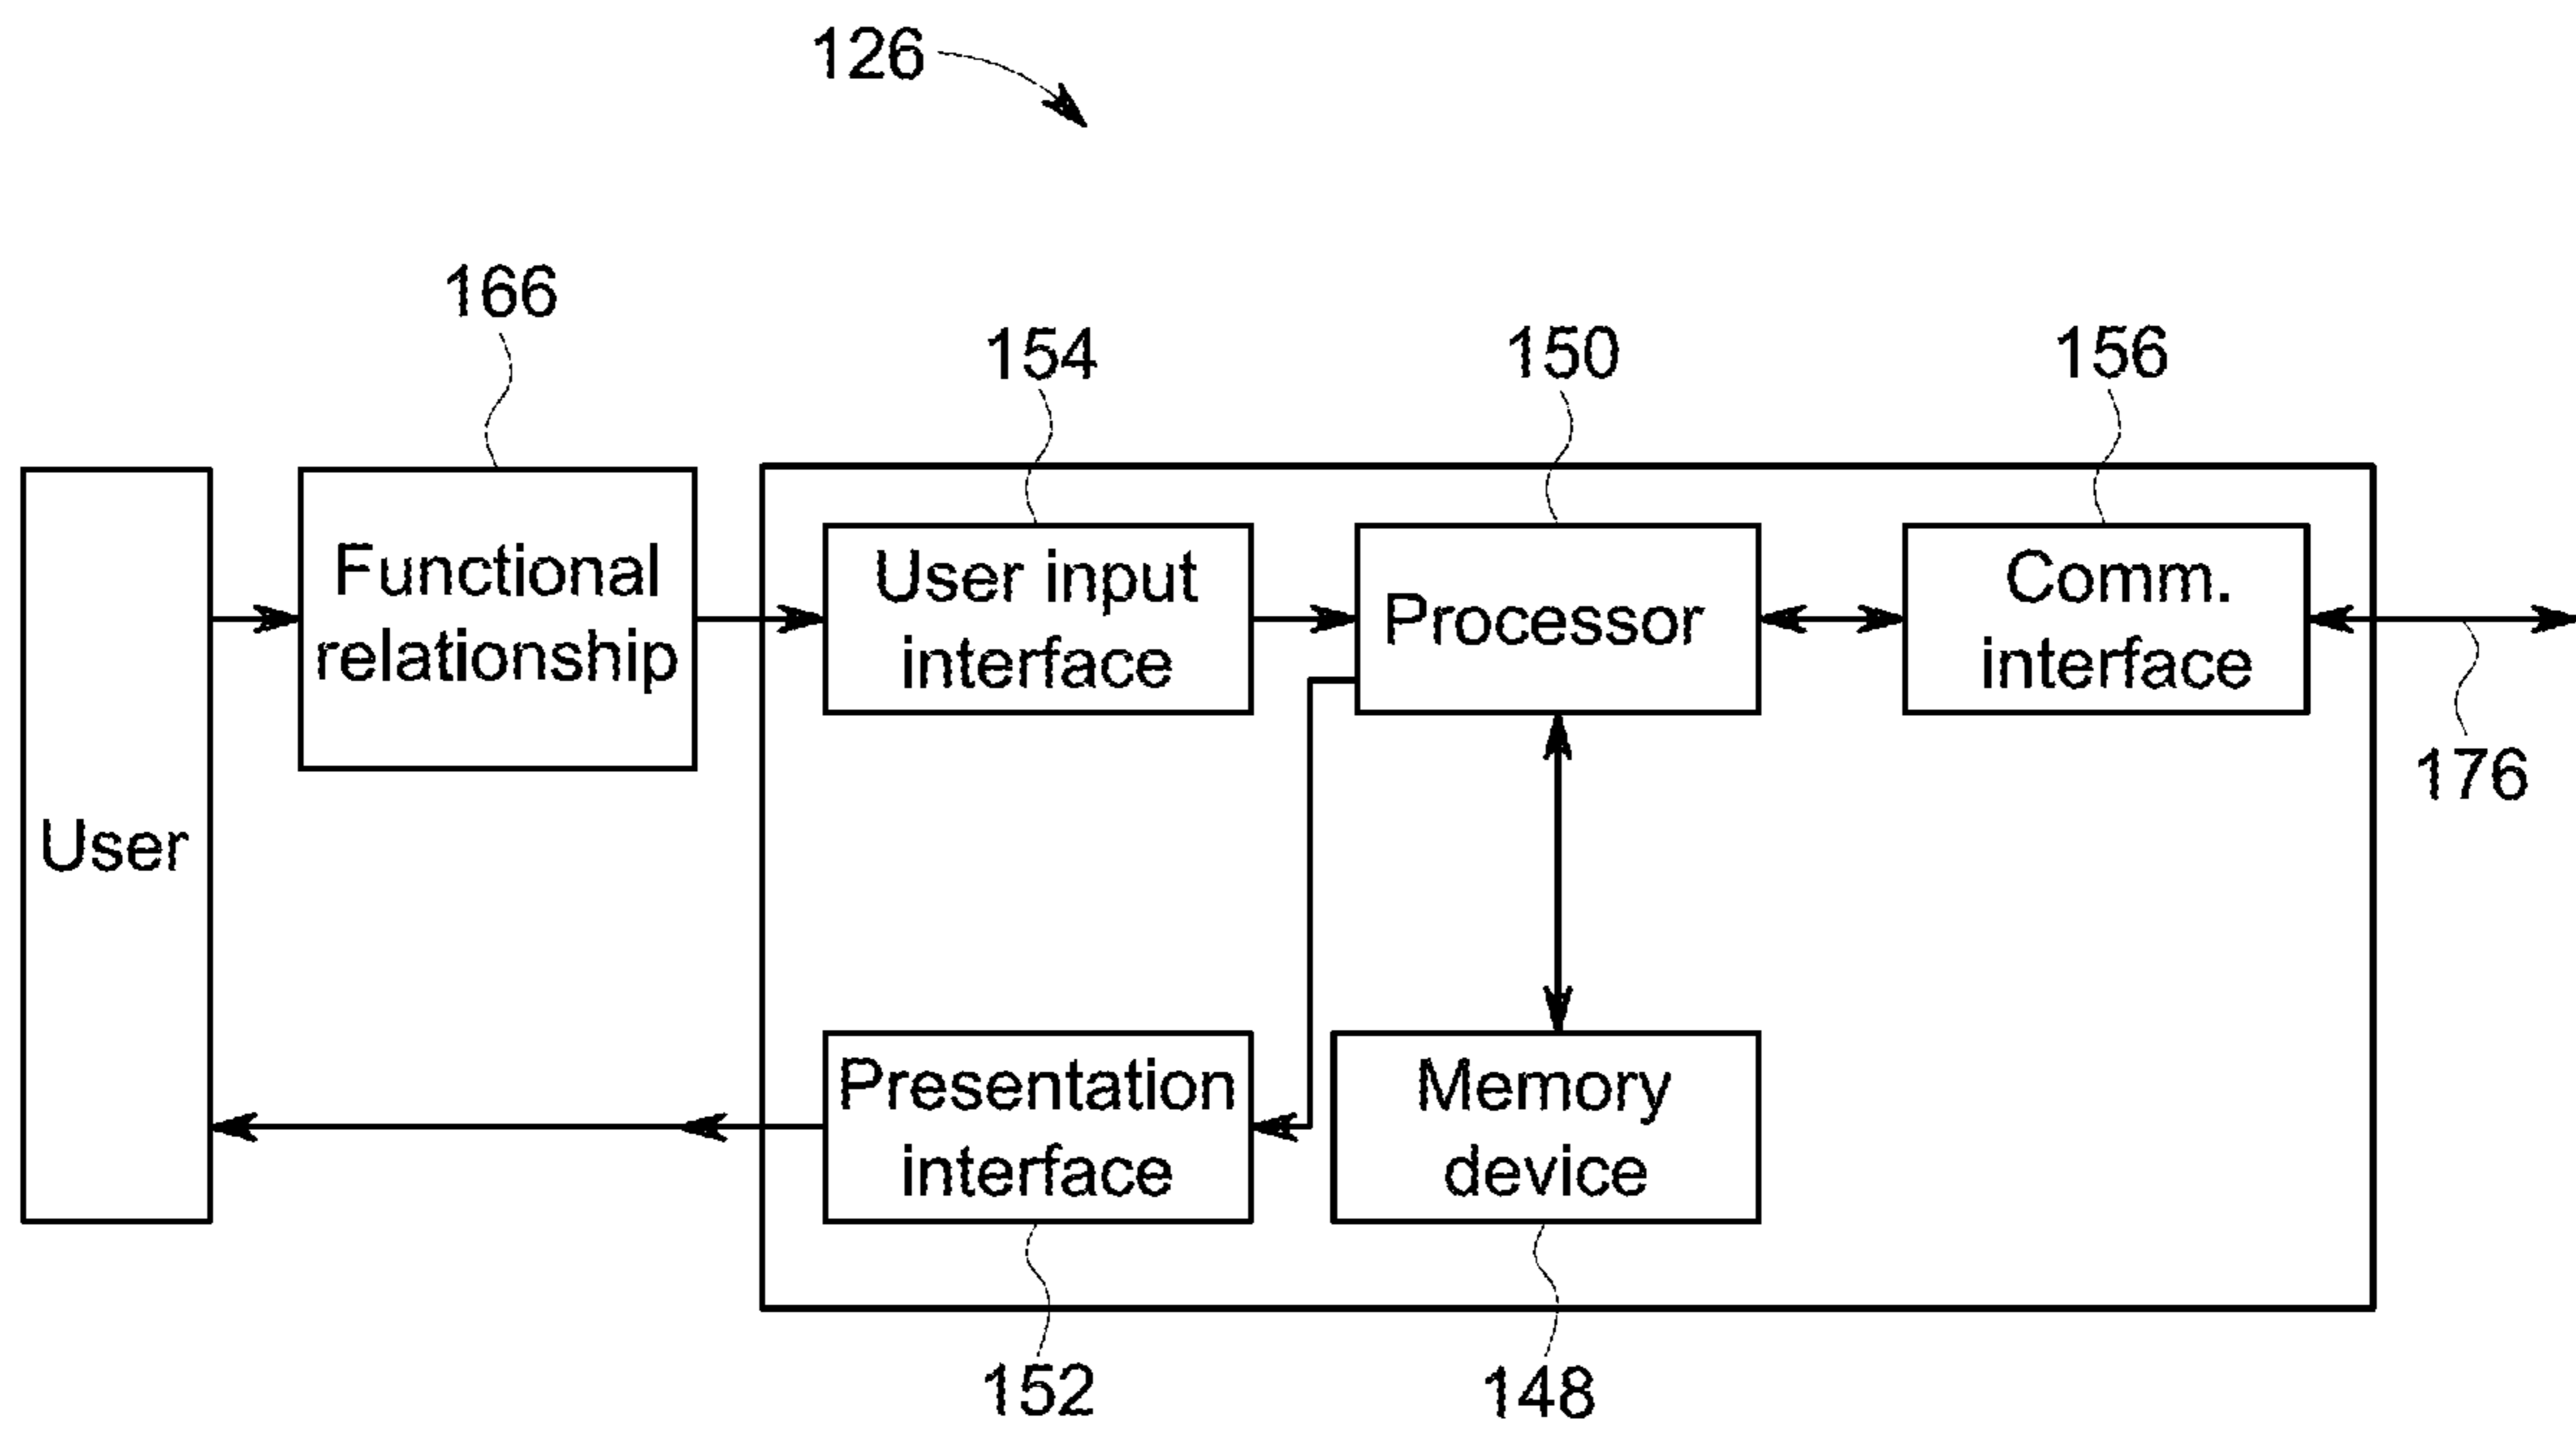 126
166
154
150
156
Functional
relationship
User input
interface
Processor
Comm.
interface
176
User
Presentation
interface
Memory
device
152
148